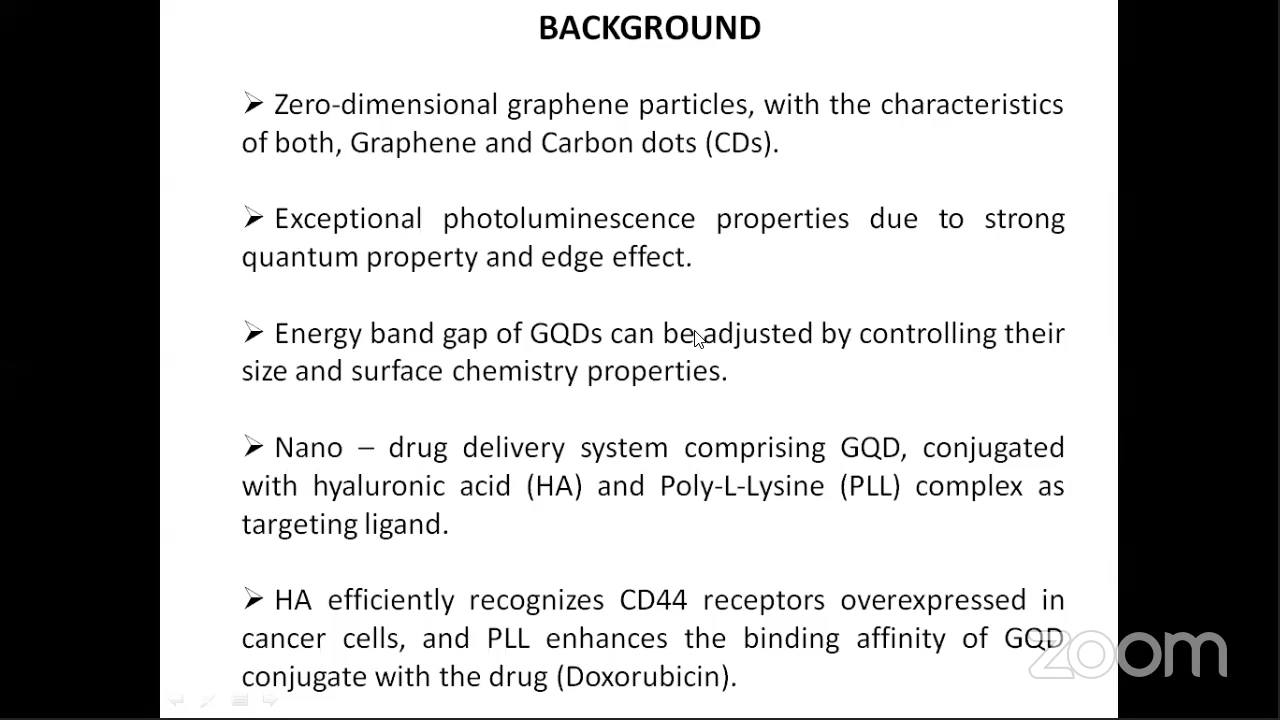 BACKGROUND
➢ Zero-dimensional graphene particles, with the characteristics
of both, Graphene and Carbon dots (CDs).
➢ Exceptional photoluminescence properties due to strong
quantum property and edge effect.
➢ Energy band gap of GQDs can be adjusted by controlling their
size and surface chemistry properties.
➢ Nano – drug delivery system comprising GQD, conjugated
with hyaluronic acid (HA) and Poly-L-Lysine (PLL) complex as
targeting ligand.
➢ HA efficiently recognizes CD44 receptors overexpressed in
cancer cells, and PLL enhances the binding affinity of GQD
conjugate with the drug (Doxorubicin).
zoom